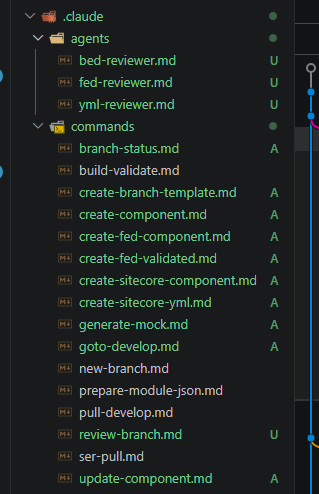 .claude
agents
bed-reviewer.md U
fed-reviewer.md U
yml-reviewer.md U
commands
branch-status.md A
build-validate.md
create-branch-template.md A
create-component.md A
create-fed-component.md A
create-fed-validated.md A
create-sitecore-component.md A
create-sitecore-yml.md A
generate-mock.md A
goto-develop.md A
new-branch.md
prepare-module-json.md
pull-develop.md
review-branch.md U
ser-pull.md
update-component.md A